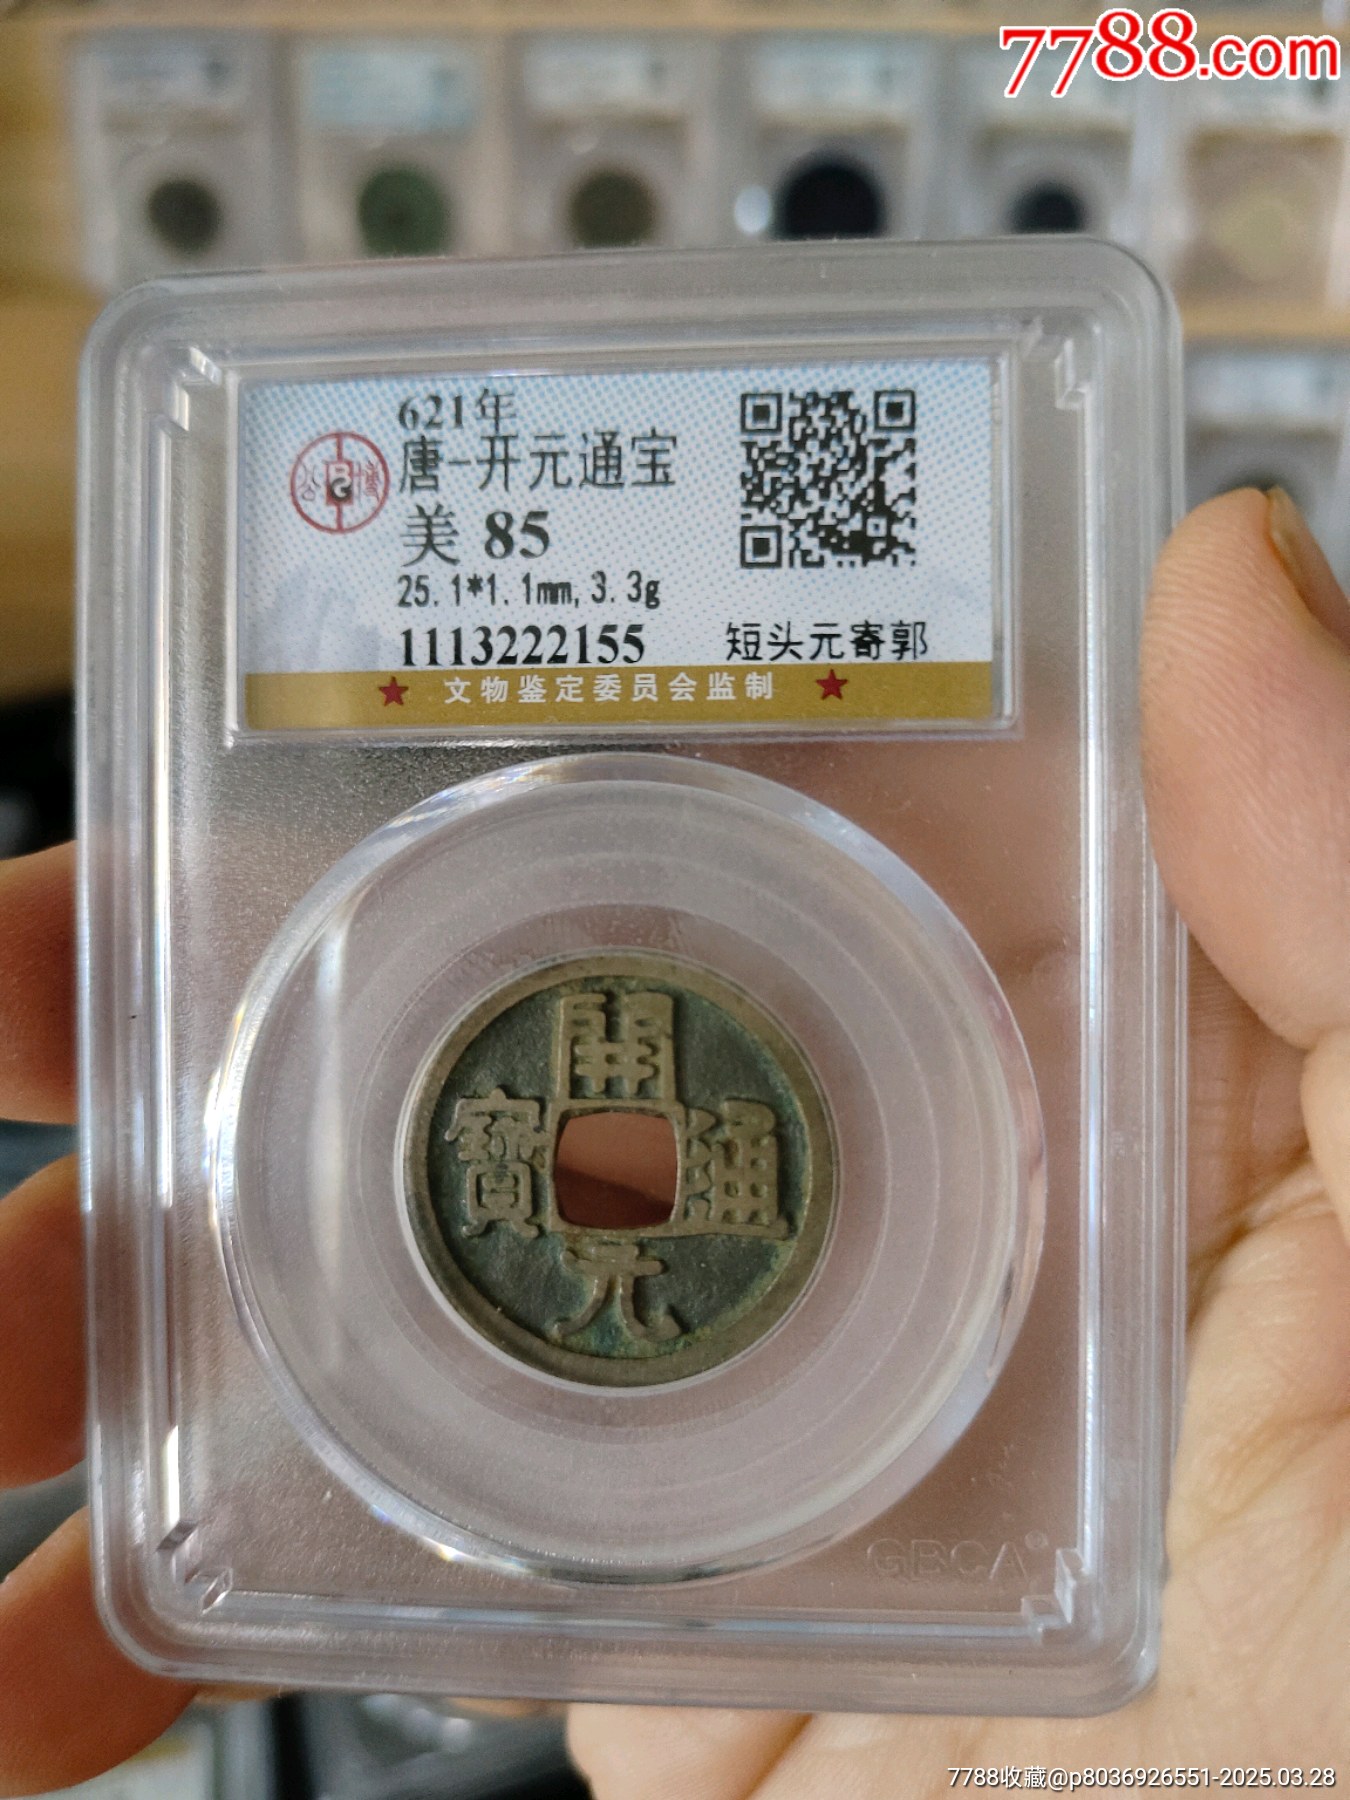 7788.com
621年
唐-开元通宝
美 85
25.1*1.1mm,3.3g
1113222155
短头元寄郭
公博
★ 文物鉴定委员会监制 ★
開
寶 通
元
GBCA®
7788收藏@p8036926551-2025.03.28